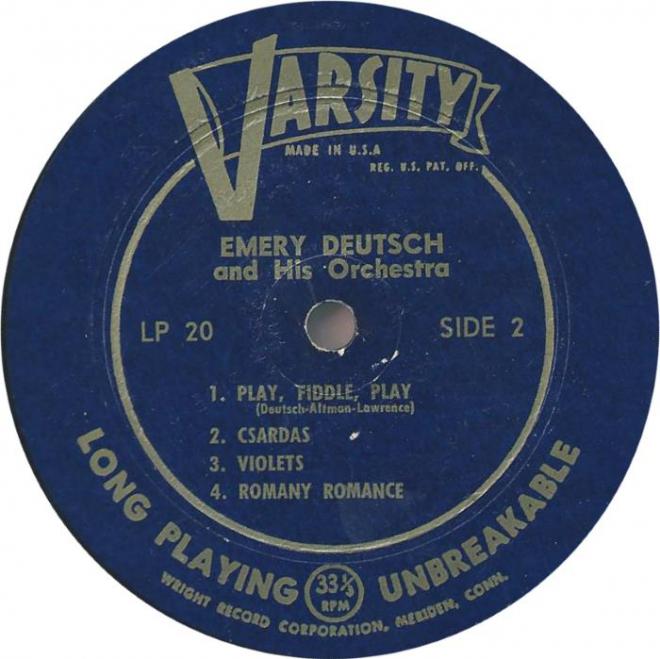 VARSITY
MADE IN U.S.A
REG. U.S. PAT. OFF.
EMERY DEUTSCH
and His Orchestra
LP 20
SIDE 2
1. PLAY, FIDDLE, PLAY
(Deutsch-Altman-Lawrence)
2. CSARDAS
3. VIOLETS
4. ROMANY ROMANCE
LONG PLAYING 33⅓ RPM UNBREAKABLE
WRIGHT RECORD CORPORATION, MERIDEN, CONN.